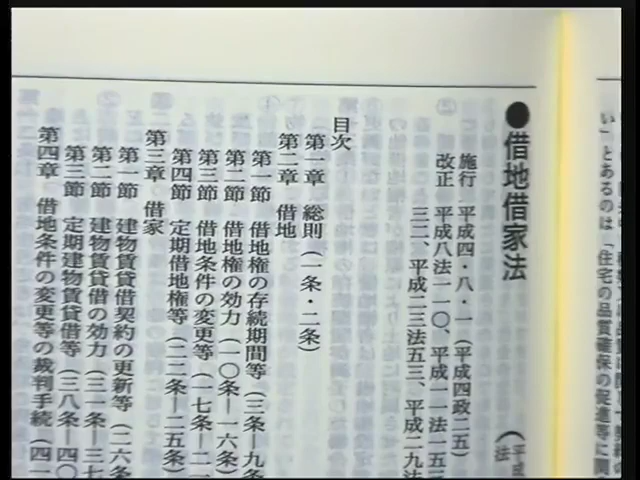 い」とあるのは「住宅の品質確保の促進等に関
●借地借家法
（平成
法
施行 平成四・八・一（平成四政二五）
改正 平成八法一一〇、平成一一法一五三
三二、平成二三法五三、平成二九法
目次
第一章 総則（一条・二条）
第二章 借地
第一節 借地権の存続期間等（三条―九条
第二節 借地権の効力（一〇条―一六条）
第三節 借地条件の変更等（一七条―二一
第四節 定期借地権等（二二条―二五条）
第三章 借家
第一節 建物賃貸借契約の更新等（二六条
第二節 建物賃貸借の効力（三一条―三七
第三節 定期建物賃貸借等（三八条―四〇
第四章 借地条件の変更等の裁判手続（四一